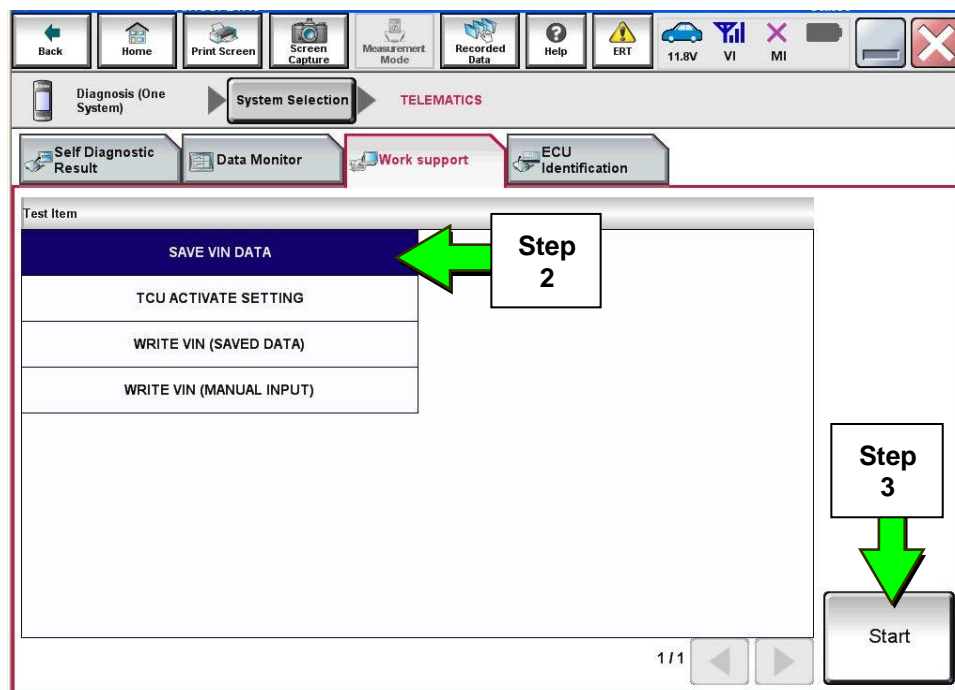 Back
Home
Print Screen
Screen
Capture
Measurement
Mode
Recorded
Data
Help
ERT
11.8V
VI
MI
Diagnosis (One
System)
System Selection
TELEMATICS
Self Diagnostic
Result
Data Monitor
Work support
ECU
Identification
Test Item
SAVE VIN DATA
Step
2
TCU ACTIVATE SETTING
WRITE VIN (SAVED DATA)
WRITE VIN (MANUAL INPUT)
Step
3
Start
1/1